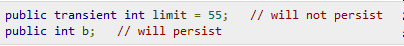 public transient int limit = 55;   // will not persist   ;
public int b;   // will persist   ;